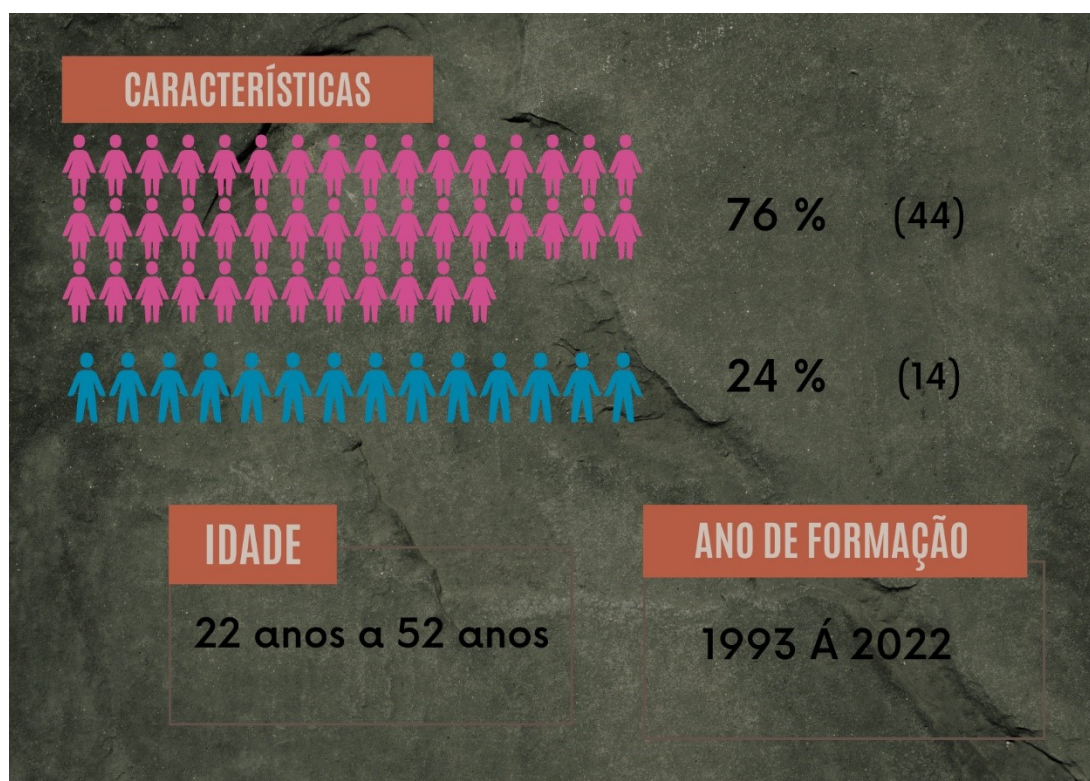 CARACTERÍSTICAS
76 % (44)
24 % (14)
IDADE
22 anos a 52 anos
ANO DE FORMAÇÃO
1993 Á 2022